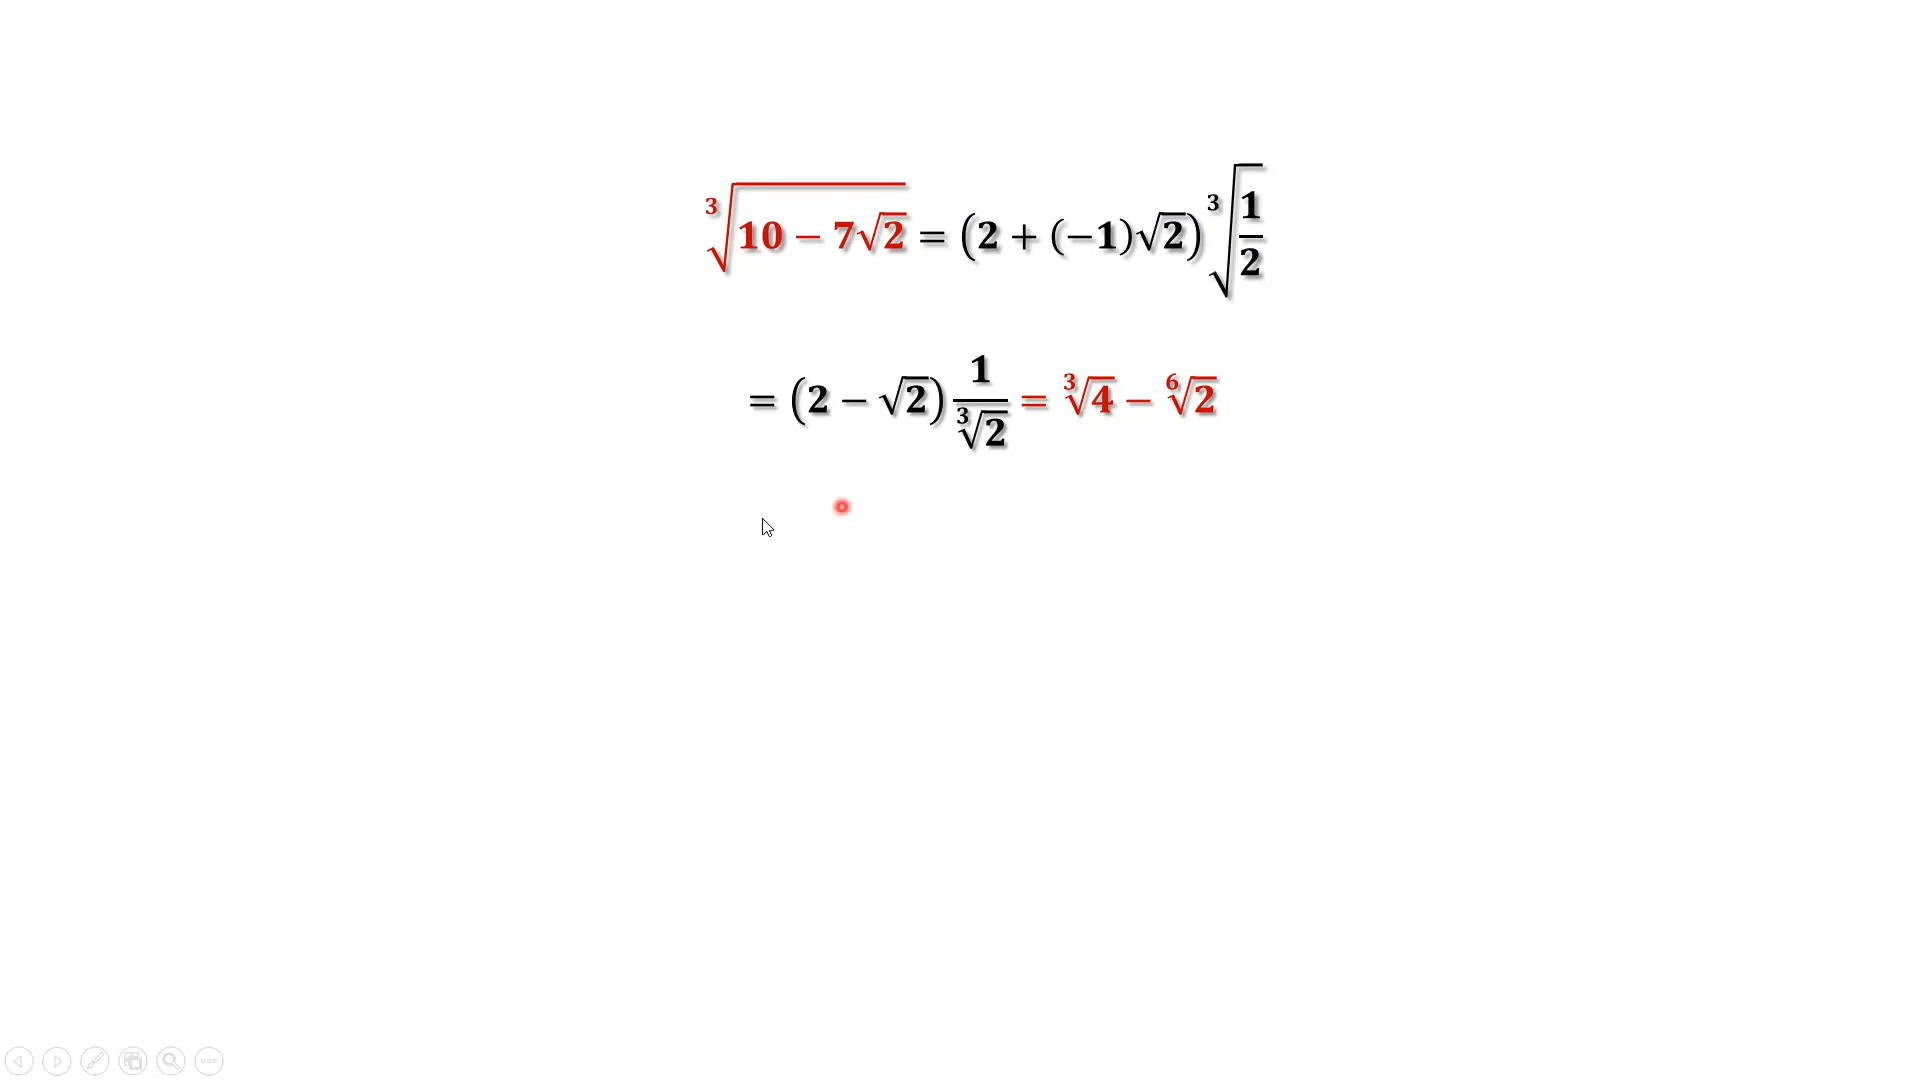 ∛(10 − 7√2) = (2 + (−1)√2) ∛(1/2)
= (2 − √2) 1/∛2 = ∛4 − ⁶√2